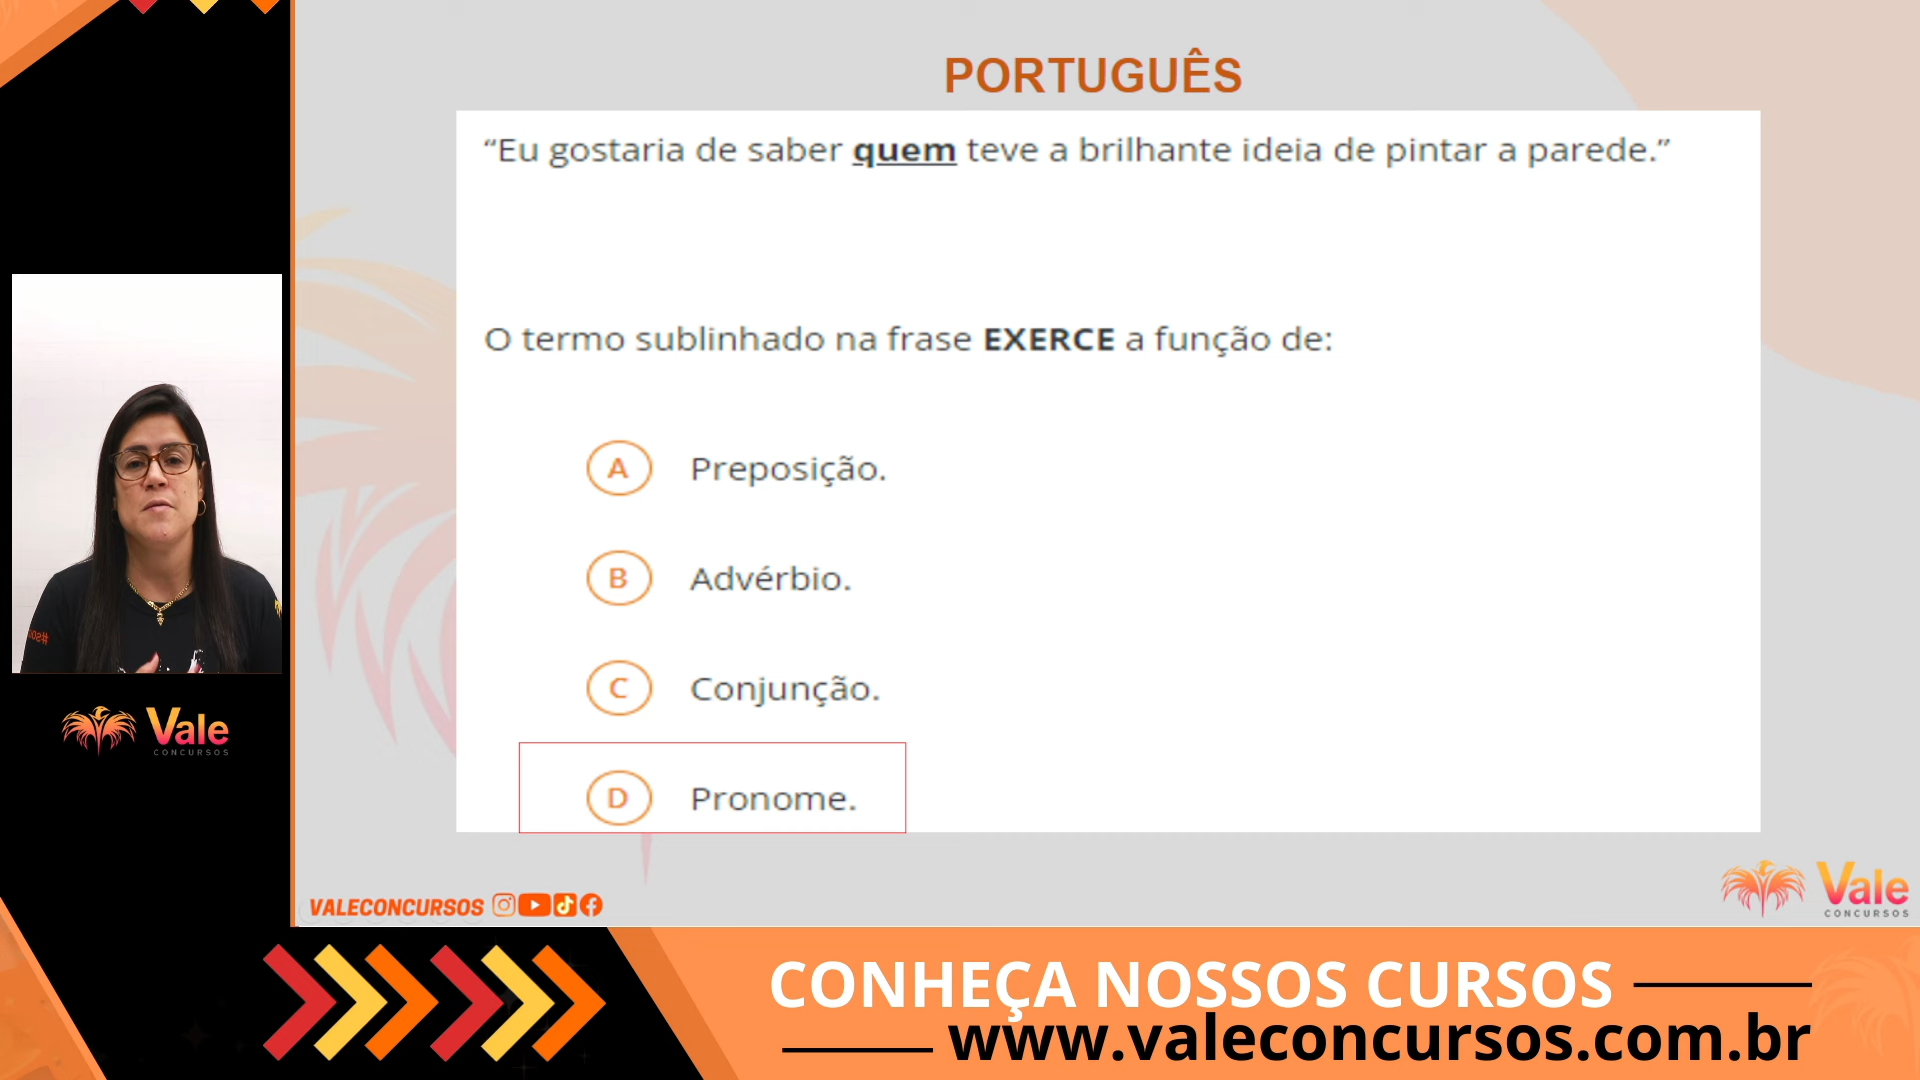 PORTUGUÊS
“Eu gostaria de saber quem teve a brilhante ideia de pintar a parede.”
O termo sublinhado na frase EXERCE a função de:
A Preposição.
B Advérbio.
C Conjunção.
D Pronome.
Vale
CONCURSOS
VALECONCURSOS
Vale
CONCURSOS
CONHEÇA NOSSOS CURSOS
www.valeconcursos.com.br